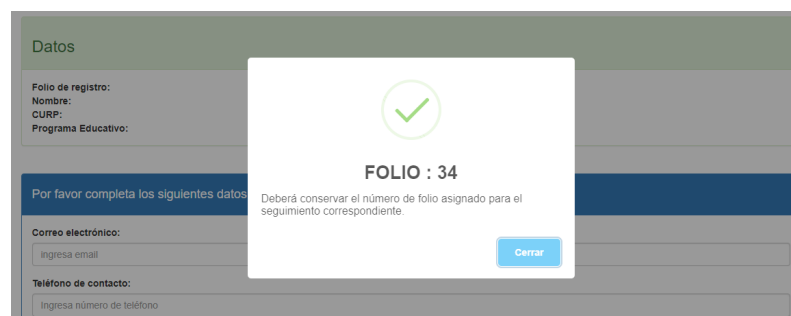 Datos
Folio de registro:
Nombre:
CURP:
Programa Educativo:
FOLIO : 34
Deberá conservar el número de folio asignado para el
seguimiento correspondiente.
Cerrar
Por favor completa los siguientes datos
Correo electrónico:
ingresa email
Teléfono de contacto:
Ingresa número de teléfono